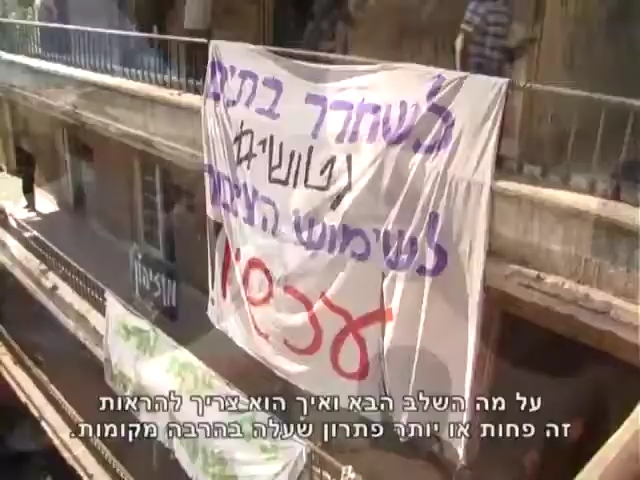 לשחרר בתים
נטושים
לשימוש הציבור
עכשיו
על מה השלב הבא ואיך הוא צריך להראות
זה פחות או יותר פתרון שעלה בהרבה מקומות.